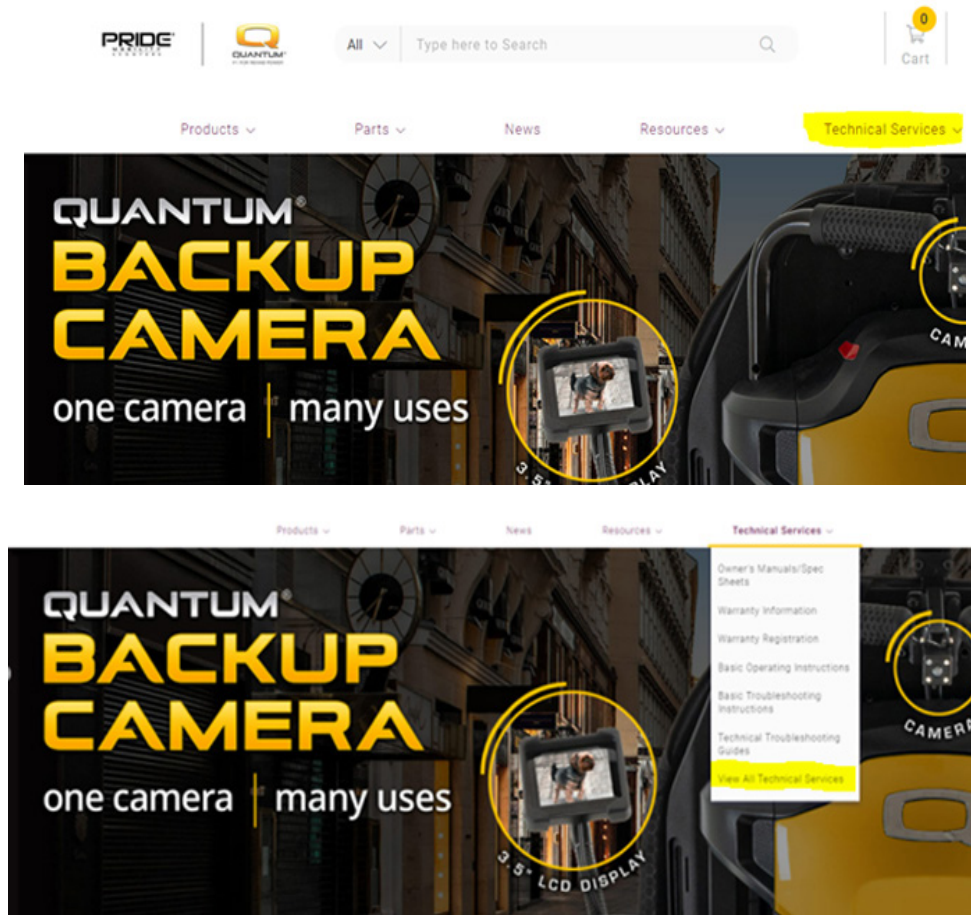 PRIDE
MOBILITY
QUANTUM
All
Type here to Search
0
Cart
Products
Parts
News
Resources
Technical Services
QUANTUM®
BACKUP
CAMERA
one camera | many uses
3.5"
DISPLAY
CAM
Products
Parts
News
Resources
Technical Services
Owner's Manuals/Spec
Sheets
Warranty Information
Warranty Registration
Basic Operating Instructions
Basic Troubleshooting
Instructions
Technical Troubleshooting
Guides
View All Technical Services
QUANTUM®
BACKUP
CAMERA
one camera | many uses
3.5" LCD DISPLAY
CAMERA